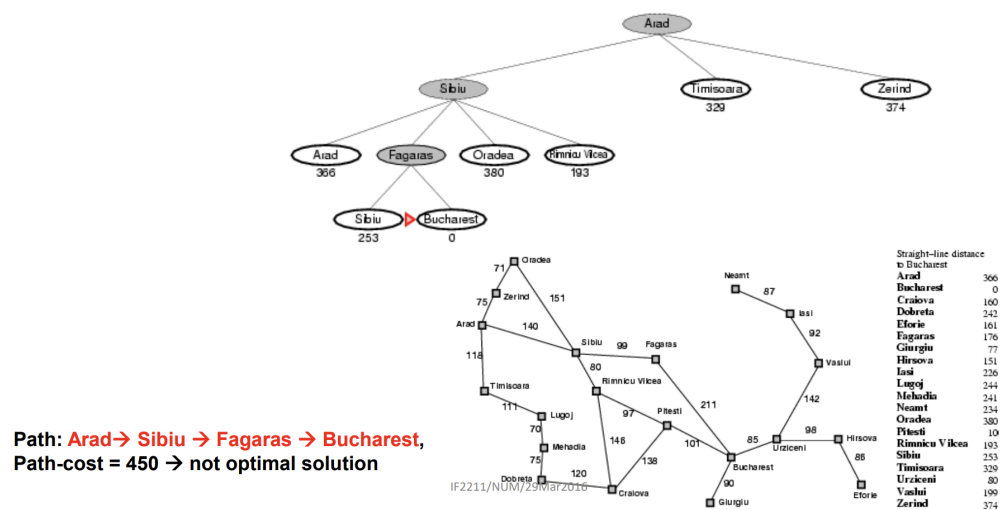 Arad
Sibiu
Timisoara
Zerind
329
374
Arad
Fagaras
Oradea
Rimnicu Vilcea
366
380
193
Sibiu
Bucharest
253
0
Straight–line distance
to Bucharest
Arad 366
Bucharest 0
Craiova 160
Dobreta 242
Eforie 161
Fagaras 176
Giurgiu 77
Hirsova 151
Iasi 226
Lugoj 244
Mehadia 241
Neamt 234
Oradea 380
Pitesti 10
Rimnicu Vilcea 193
Sibiu 253
Timisoara 329
Urziceni 80
Vaslui 199
Zerind 374
Oradea
71
Neamt
87
Zerind
151
75
Iasi
Arad
140
92
Sibiu
99
Fagaras
118
80
Vaslui
Rimnicu Vilcea
Timisoara
111
Lugoj
97
Pitesti
211
142
70
146
98
Hirsova
85
Mehadia
101
Urziceni
75
138
86
120
Bucharest
Dobreta
90
Craiova
Eforie
Giurgiu
IF2211/NUM/29Mar2016
Path: Arad→ Sibiu → Fagaras → Bucharest,
Path-cost = 450 → not optimal solution